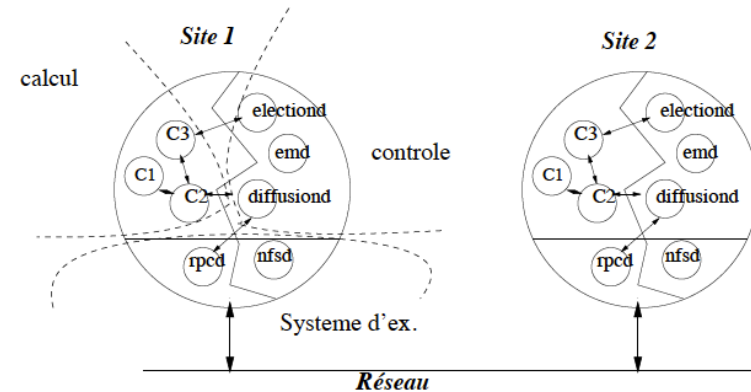 Site 1
Site 2
calcul
controle
electiond
C3
emd
C1
C2
diffusiond
rpcd
nfsd
electiond
C3
emd
C1
C2
diffusiond
rpcd
nfsd
Systeme d'ex.
Réseau